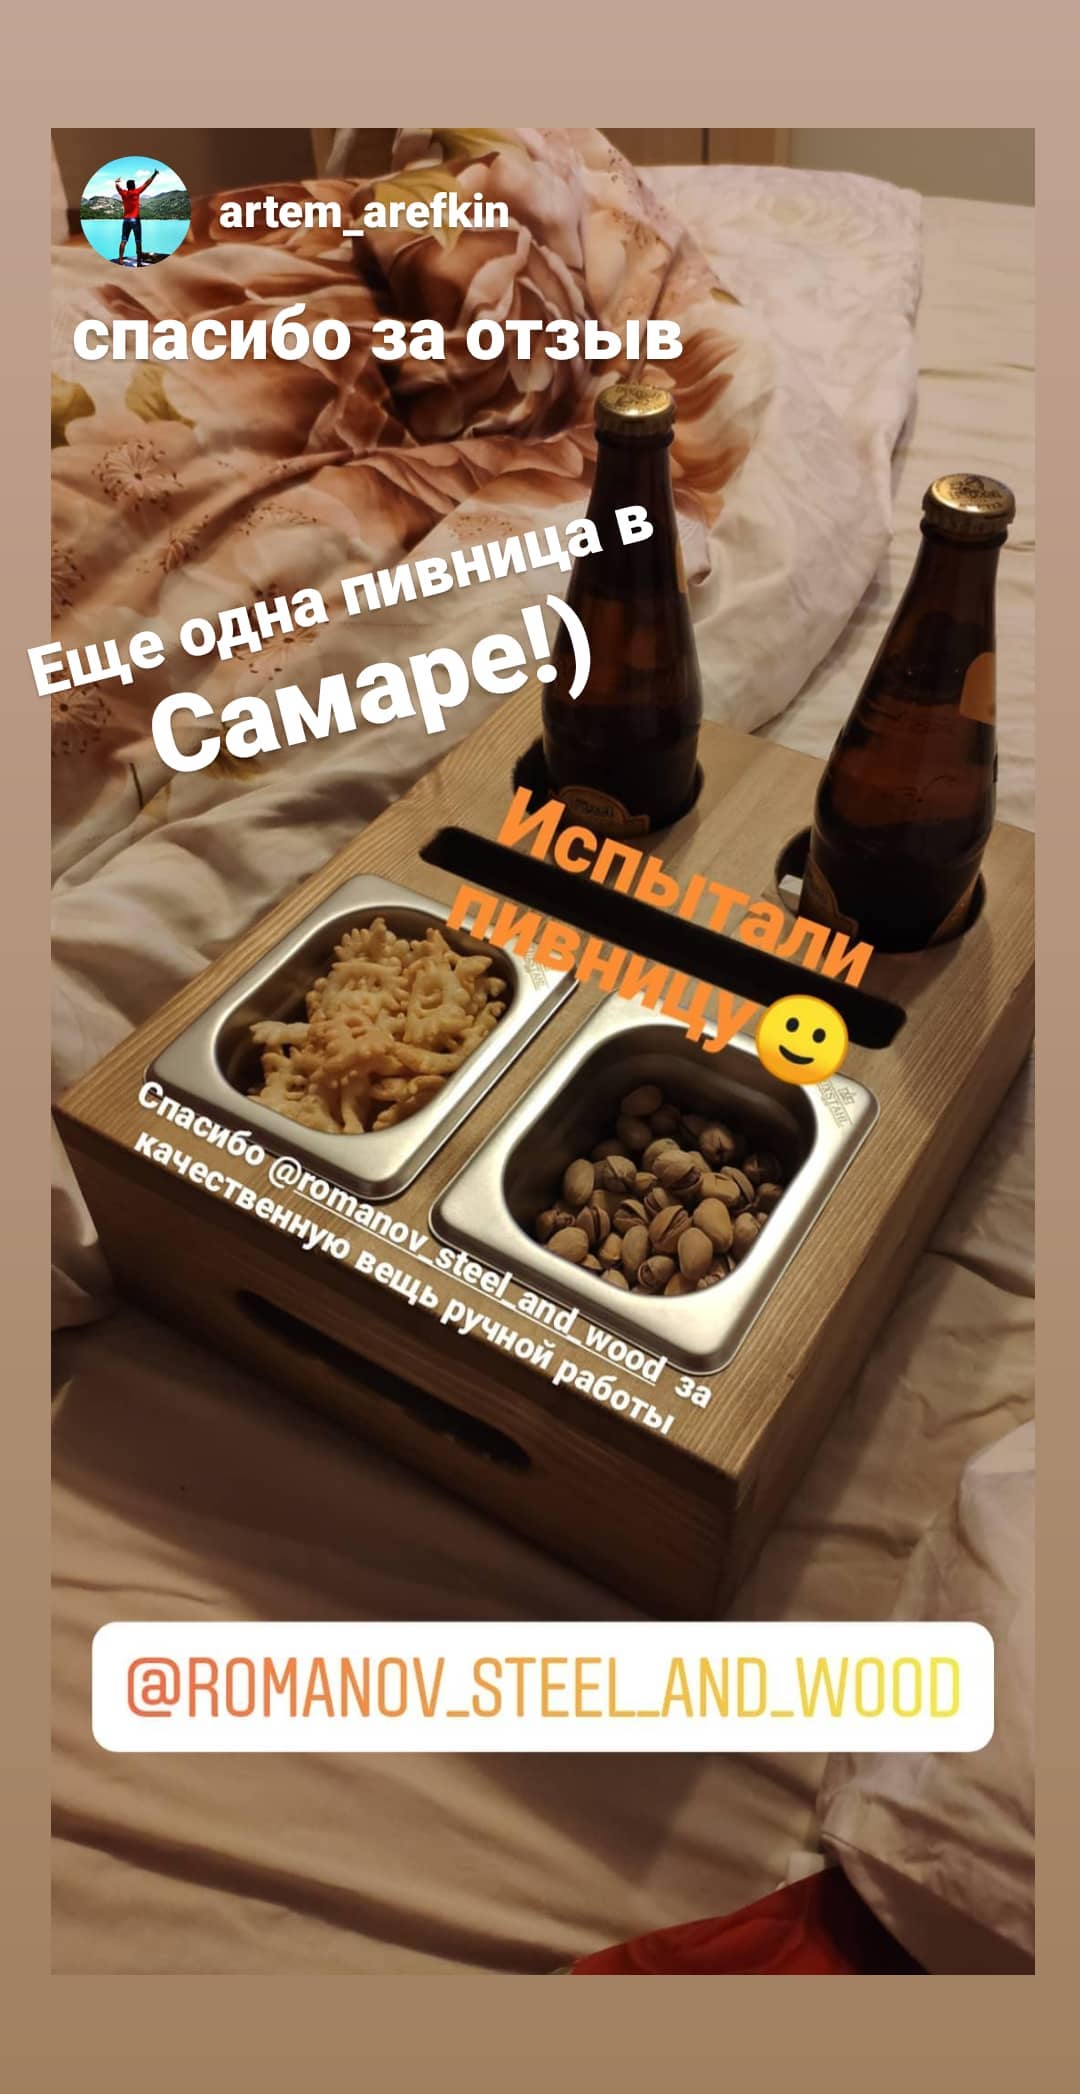 artem_arefkin
спасибо за отзыв
Еще одна пивница в
Самаре!)
Испытали
пивницу🙂
Спасибо @romanov_steel_and_wood за
качественную вещь ручной работы
@ROMANOV_STEEL_AND_WOOD